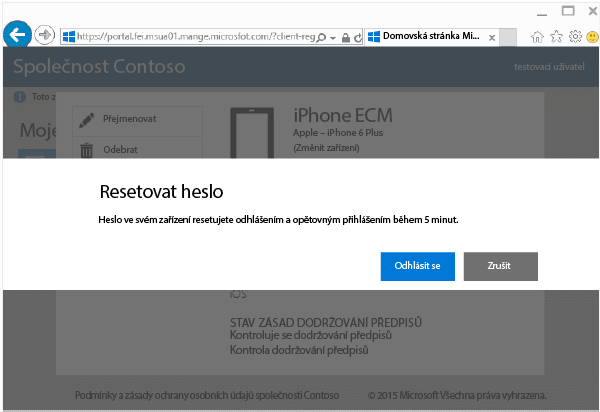 https://portal.fei.msua01.mange.microsfot.com/?client-reg
Domovská stránka Mi...
Společnost Contoso
testovací uživatel
Toto z
Moje
Přejmenovat
Odebrat
iPhone ECM
Apple – iPhone 6 Plus
(Změnit zařízení)
Resetovat heslo
Heslo ve svém zařízení resetujete odhlášením a opětovným přihlášením během 5 minut.
Odhlásit se
Zrušit
iOS
STAV ZÁSAD DODRŽOVÁNÍ PŘEDPISŮ
Kontroluje se dodržování předpisů
Kontrola dodržování předpisů
Podmínky a zásady ochrany osobních údajů společnosti Contoso
© 2015 Microsoft Všechna práva vyhrazena.